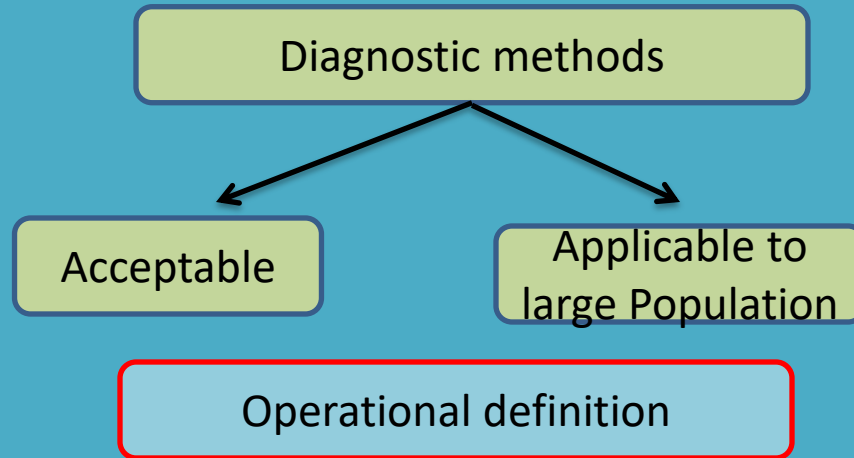 Diagnostic methods
Acceptable
Applicable to
large Population
Operational definition